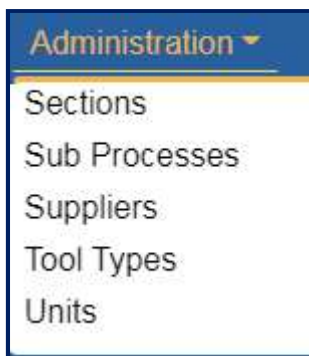 Administration
Sections
Sub Processes
Suppliers
Tool Types
Units